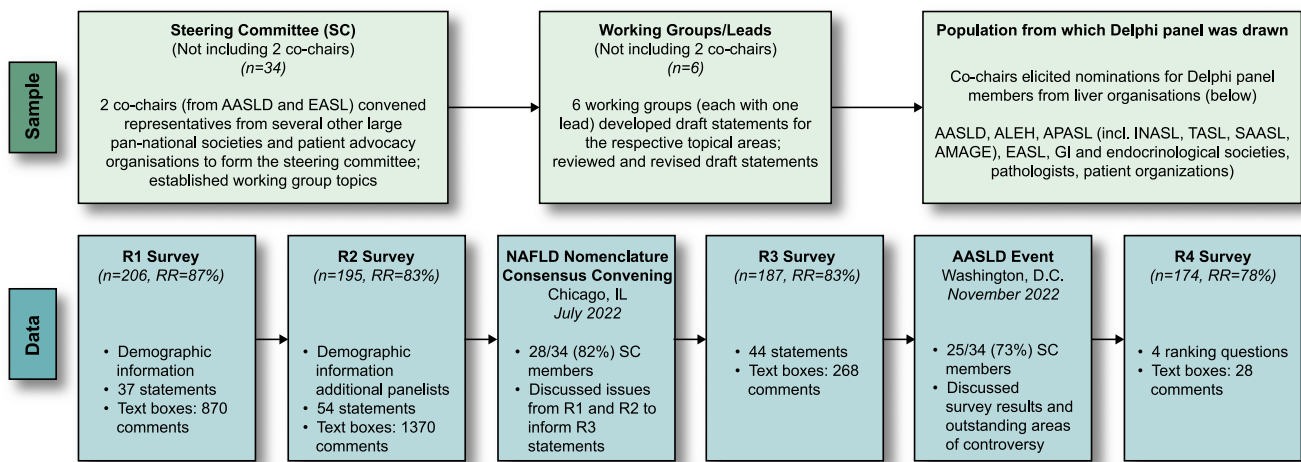 Sample
Steering Committee (SC)
(Not including 2 co-chairs)
(n=34)
2 co-chairs (from AASLD and EASL) convened
representatives from several other large
pan-national societies and patient advocacy
organisations to form the steering committee;
established working group topics
Working Groups/Leads
(Not including 2
co-chairs)
(n=6)
6 working groups (each with one
lead) developed draft statements for
the respective topical areas;
reviewed and revised draft statements
Population from which Delphi panel was drawn
Co-chairs elicited nominations for Delphi panel
members from liver organisations (below)
AASLD, ALEH, APASL (incl. INASL, TASL, SAASL,
AMAGE), EASL, GI and endocrinological societies,
pathologists, patient organizations)
Data
R1 Survey
(n=206, RR=87%)
• Demographic
information
• 37 statements
• Text boxes: 870
comments
R2 Survey
(n=195, RR=83%)
• Demographic
information
additional panelists
• 54 statements
• Text boxes: 1370
comments
NAFLD Nomenclature
Consensus Convening
Chicago, IL
July 2022
• 28/34 (82%) SC
members
• Discussed issues
from R1 and R2 to
inform R3
statements
R3 Survey
(n=187, RR=83%)
• 44 statements
• Text boxes: 268
comments
AASLD Event
Washington, D.C.
November 2022
• 25/34 (73%) SC
members
• Discussed
survey results and
outstanding areas
of controversy
R4 Survey
(n=174, RR=78%)
• 4 ranking questions
• Text boxes: 28
comments